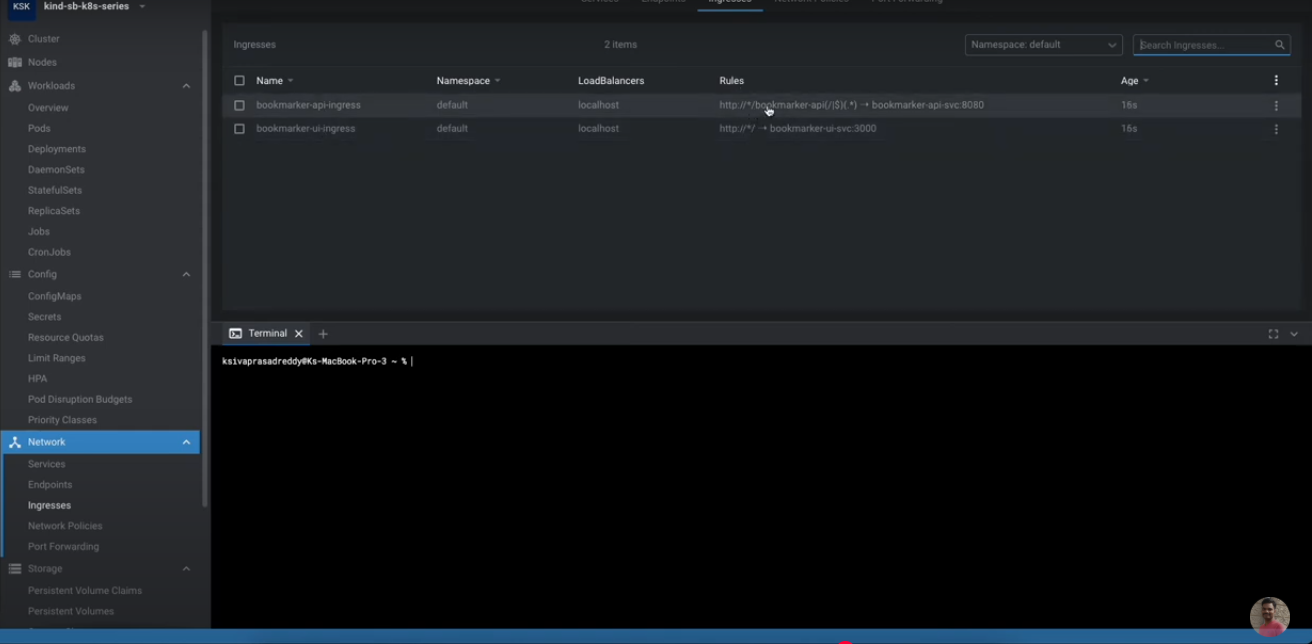 KSK kind-sb-k8s-series
Services Endpoints Ingresses Network Policies Port Forwarding
Cluster
Nodes
Workloads
Overview
Pods
Deployments
DaemonSets
StatefulSets
ReplicaSets
Jobs
CronJobs
Config
ConfigMaps
Secrets
Resource Quotas
Limit Ranges
HPA
Pod Disruption Budgets
Priority Classes
Network
Services
Endpoints
Ingresses
Network Policies
Port Forwarding
Storage
Persistent Volume Claims
Persistent Volumes
Ingresses 2 items Namespace: default Search Ingresses...
Name Namespace LoadBalancers Rules Age
bookmarker-api-ingress default localhost http://*/bookmarker-api(/|$)(.*) → bookmarker-api-svc:8080 16s
bookmarker-ui-ingress default localhost http://*/ → bookmarker-ui-svc:3000 16s
Terminal
ksivaprasadreddy@Ks-MacBook-Pro-3 ~ %